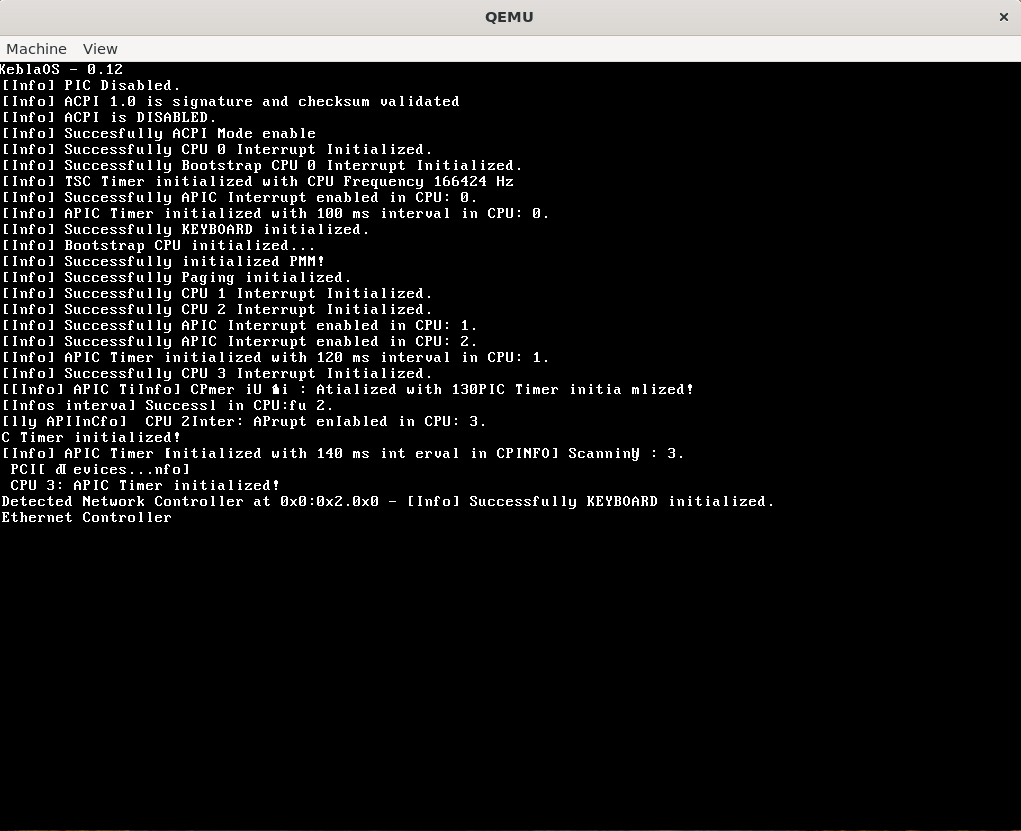 QEMU
Machine View
KeblaOS - 0.12
[Info] PIC Disabled.
[Info] ACPI 1.0 is signature and checksum validated
[Info] ACPI is DISABLED.
[Info] Succesfully ACPI Mode enable
[Info] Successfully CPU 0 Interrupt Initialized.
[Info] Successfully Bootstrap CPU 0 Interrupt Initialized.
[Info] TSC Timer initialized with CPU Frequency 166424 Hz
[Info] Successfully APIC Interrupt enabled in CPU: 0.
[Info] APIC Timer initialized with 100 ms interval in CPU: 0.
[Info] Successfully KEYBOARD initialized.
[Info] Bootstrap CPU initialized...
[Info] Successfully initialized PMM!
[Info] Successfully Paging initialized.
[Info] Successfully CPU 1 Interrupt Initialized.
[Info] Successfully CPU 2 Interrupt Initialized.
[Info] Successfully APIC Interrupt enabled in CPU: 1.
[Info] Successfully APIC Interrupt enabled in CPU: 2.
[Info] APIC Timer initialized with 120 ms interval in CPU: 1.
[Info] Successfully CPU 3 Interrupt Initialized.
[[Info] APIC TiInfo] CPmer iU : Atialized with 130PIC Timer initia mlized!
[Infos interval Successl in CPU:fu 2.
[lly APIInCfo]  CPU 2Inter: APrupt enIabled in CPU: 3.
C Timer initialized!
[Info] APIC Timer initialized with 140 ms int erval in CPINFO] Scanning : 3.
PCI[ evices...nfo]
CPU 3: APIC Timer initialized!
Detected Network Controller at 0x0:0x2.0x0 - [Info] Successfully KEYBOARD initialized.
Ethernet Controller